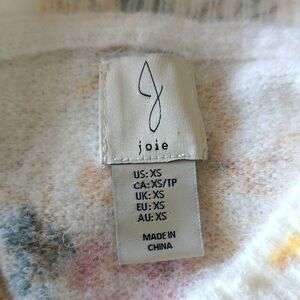 J
joie
US: XS
CA: XS/TP
UK: XS
EU: XS
AU: XS
MADE IN
CHINA